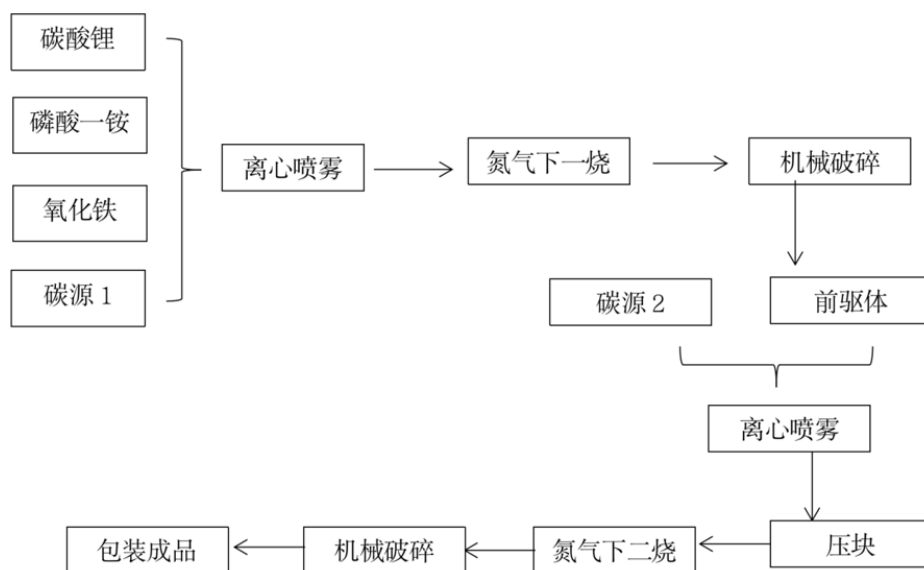 碳酸锂
磷酸一铵
氧化铁
碳源 1
离心喷雾
氮气下一烧
机械破碎
碳源 2
前驱体
离心喷雾
压块
氮气下二烧
机械破碎
包装成品